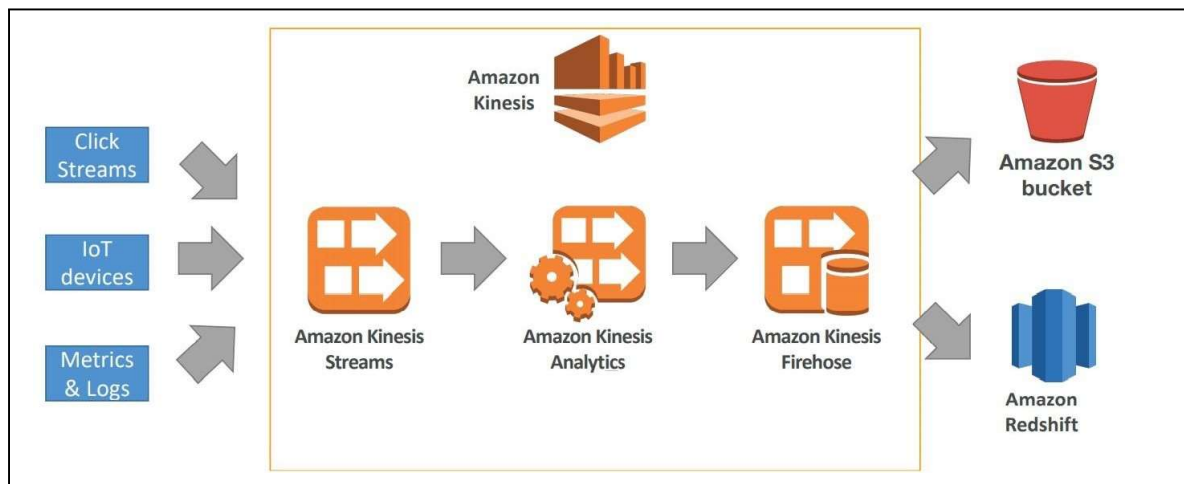 Amazon
Kinesis
Click
Streams
IoT
devices
Metrics
& Logs
Amazon Kinesis
Streams
Amazon Kinesis
Analytics
Amazon Kinesis
Firehose
Amazon S3
bucket
Amazon
Redshift